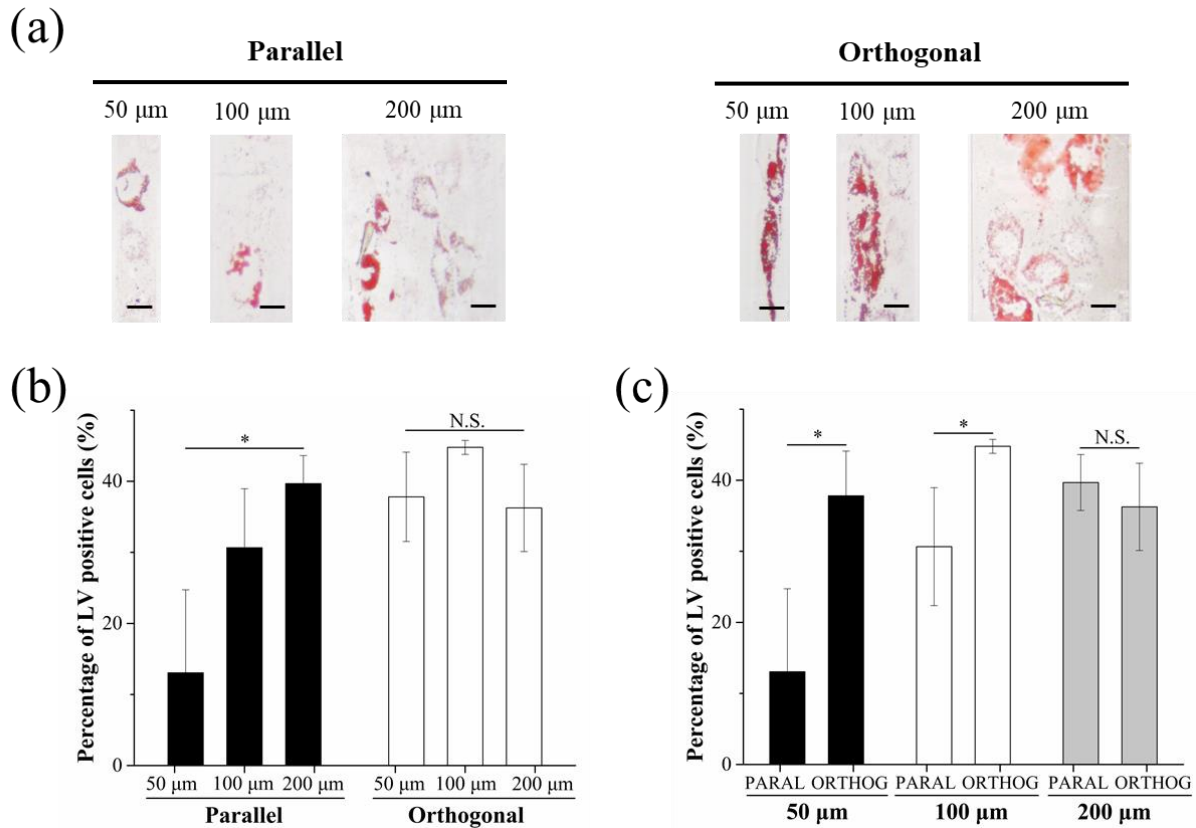 (a)
Parallel
50 μm 100 μm 200 μm
Orthogonal
50 μm 100 μm 200 μm
(b)
Percentage of LV positive cells (%)
40
20
0
*
N.S.
50 μm 100 μm 200 μm 50 μm 100 μm 200 μm
Parallel Orthogonal
(c)
Percentage of LV positive cells (%)
40
20
0
*
*
N.S.
PARAL ORTHOG PARAL ORTHOG PARAL ORTHOG
50 μm 100 μm 200 μm